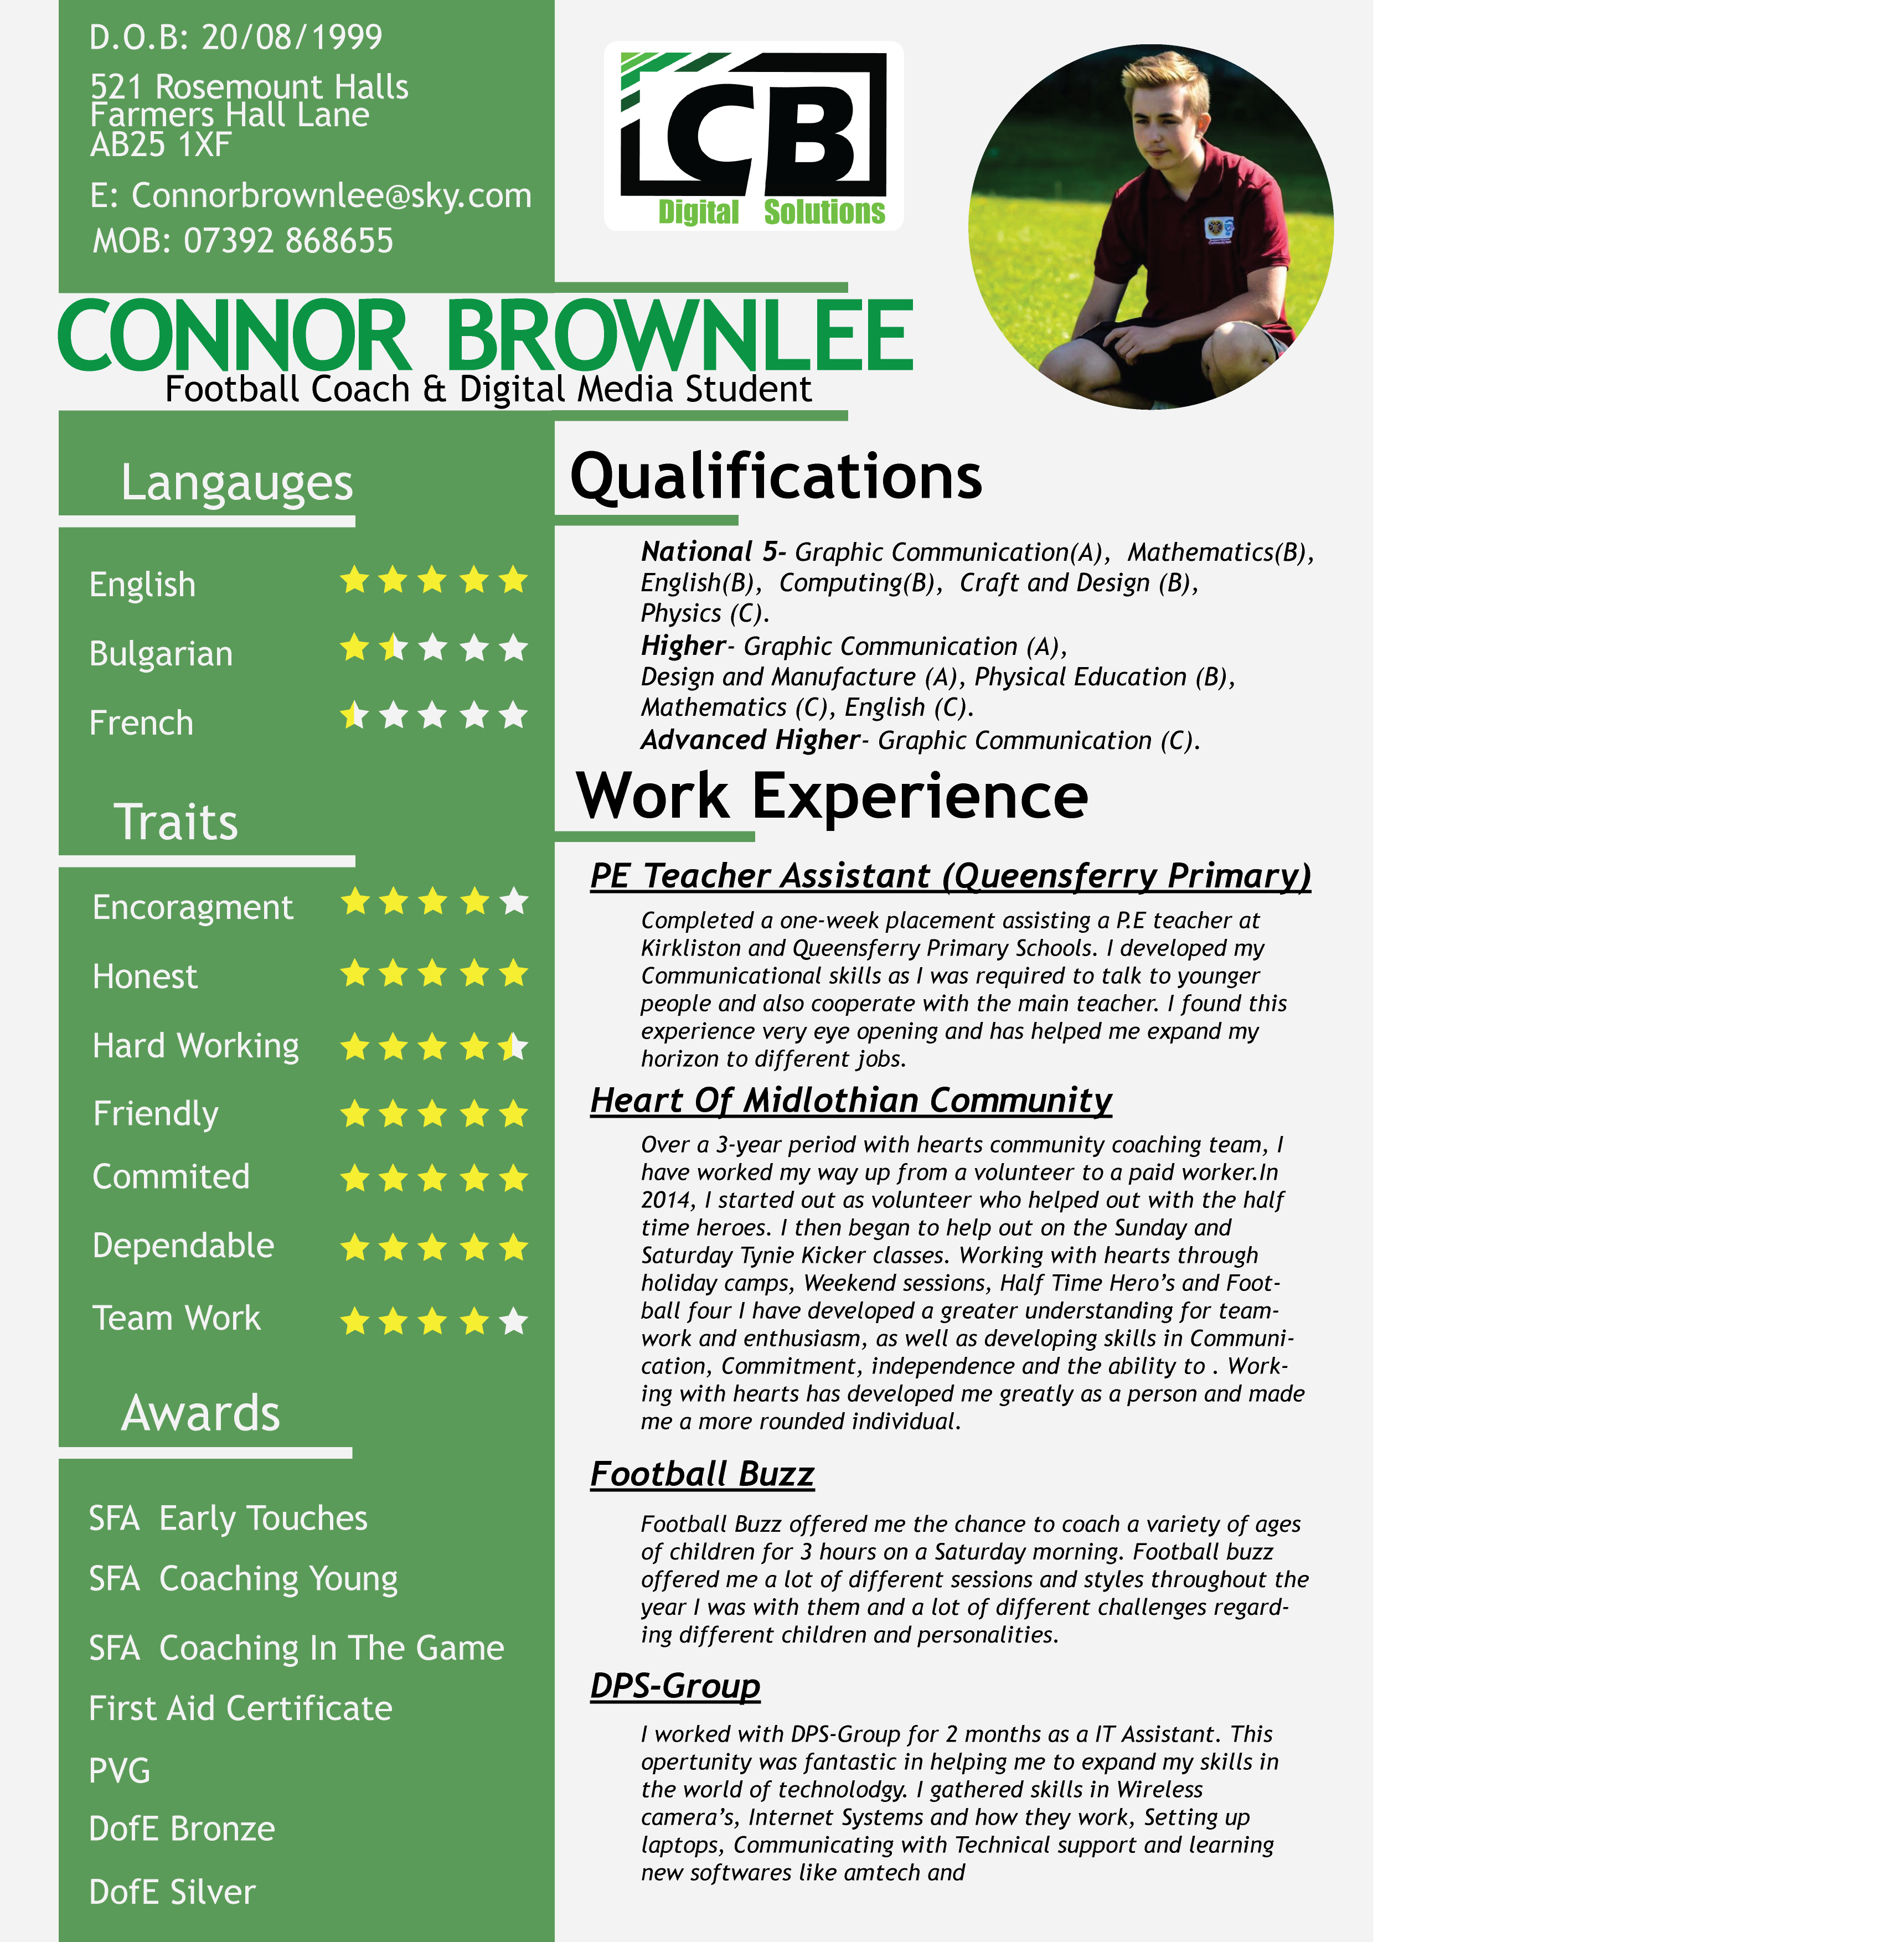 D.O.B: 20/08/1999
521 Rosemount Halls
Farmers Hall Lane
AB25 1XF
E: Connorbrownlee@sky.com
MOB: 07392 868655
CB
Digital Solutions
CONNOR BROWNLEE
Football Coach & Digital Media Student
Langauges
English
Bulgarian
French
Traits
Encoragment
Honest
Hard Working
Friendly
Commited
Dependable
Team Work
Awards
SFA Early Touches
SFA Coaching Young
SFA Coaching In The Game
First Aid Certificate
PVG
DofE Bronze
DofE Silver
Qualifications
National 5- Graphic Communication(A), Mathematics(B),
English(B), Computing(B), Craft and Design (B),
Physics (C).
Higher- Graphic Communication (A),
Design and Manufacture (A), Physical Education (B),
Mathematics (C), English (C).
Advanced Higher- Graphic Communication (C).
Work Experience
PE Teacher Assistant (Queensferry Primary)
Completed a one-week placement assisting a P.E teacher at
Kirkliston and Queensferry Primary Schools. I developed my
Communicational skills as I was required to talk to younger
people and also cooperate with the main teacher. I found this
experience very eye opening and has helped me expand my
horizon to different jobs.
Heart Of Midlothian Community
Over a 3-year period with hearts community coaching team, I
have worked my way up from a volunteer to a paid worker.In
2014, I started out as volunteer who helped out with the half
time heroes. I then began to help out on the Sunday and
Saturday Tynie Kicker classes. Working with hearts through
holiday camps, Weekend sessions, Half Time Hero’s and Foot-
ball four I have developed a greater understanding for team-
work and enthusiasm, as well as developing skills in Communi-
cation, Commitment, independence and the ability to . Work-
ing with hearts has developed me greatly as a person and made
me a more rounded individual.
Football Buzz
Football Buzz offered me the chance to coach a variety of ages
of children for 3 hours on a Saturday morning. Football buzz
offered me a lot of different sessions and styles throughout the
year I was with them and a lot of different challenges regard-
ing different children and personalities.
DPS-Group
I worked with DPS-Group for 2 months as a IT Assistant. This
opertunity was fantastic in helping me to expand my skills in
the world of technolodgy. I gathered skills in Wireless
camera’s, Internet Systems and how they work, Setting up
laptops, Communicating with Technical support and learning
new softwares like amtech and